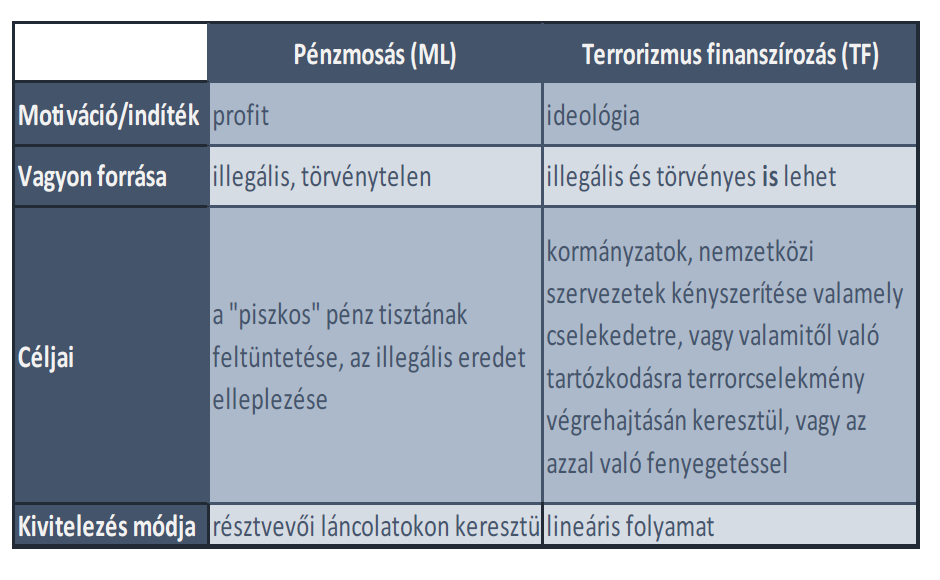 Pénzmosás (ML) Terrorizmus finanszírozás (TF)
Motiváció/indíték profit ideológia
Vagyon forrása illegális, törvénytelen illegális és törvényes is lehet
Céljai
a "piszkos" pénz tisztának
feltüntetése, az illegális eredet
elleplezése
kormányzatok, nemzetközi
szervezetek kényszerítése valamely
cselekedetre, vagy valamitől való
tartózkodásra terrorcselekmény
végrehajtásán keresztül, vagy az
azzal való fenyegetéssel
Kivitelezés módja résztvevői láncolatokon keresztü lineáris folyamat